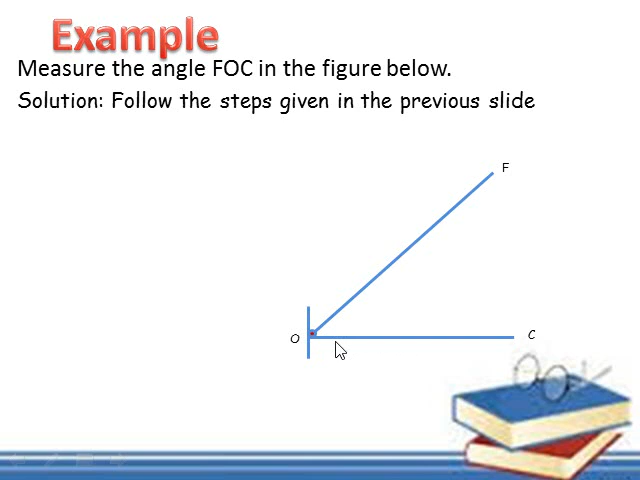 Example
Measure the angle FOC in the figure below.
Solution: Follow the steps given in the previous slide
F
O
C